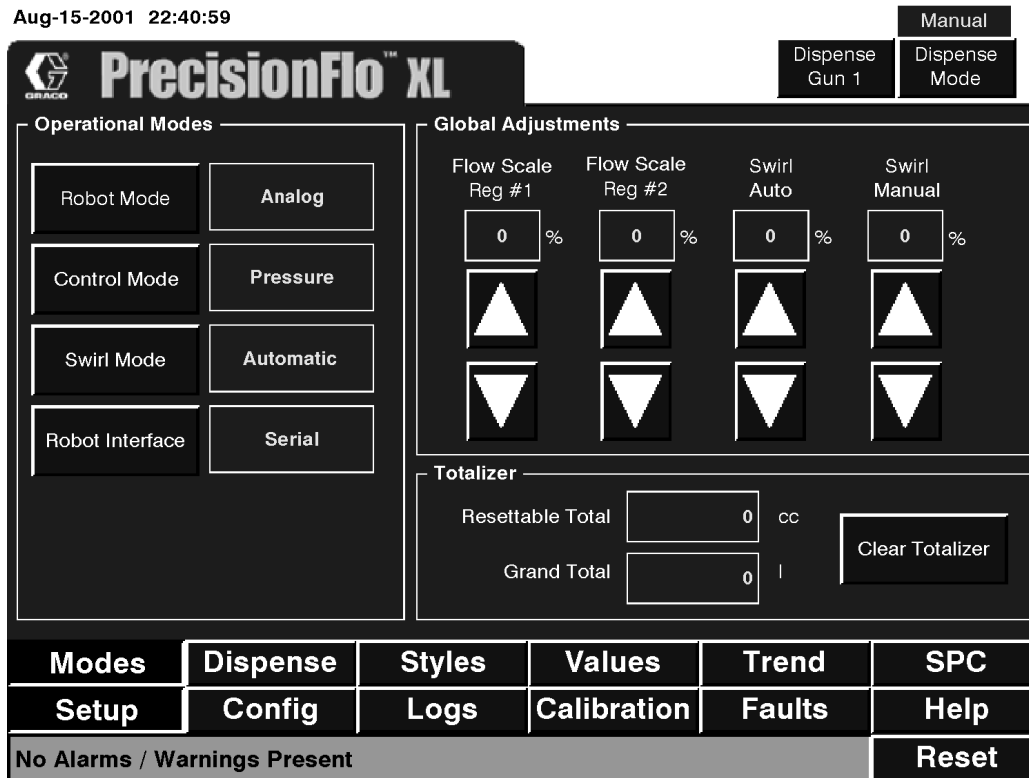 Aug-15-2001 22:40:59
Manual
GRACO
PrecisionFlo™ XL
Dispense
Gun 1
Dispense
Mode
Operational Modes
Robot Mode
Analog
Control Mode
Pressure
Swirl Mode
Automatic
Robot Interface
Serial
Global Adjustments
Flow Scale
Reg #1
0 %
Flow Scale
Reg #2
0 %
Swirl
Auto
0 %
Swirl
Manual
0 %
Totalizer
Resettable Total 0 cc
Grand Total 0 l
Clear Totalizer
Modes Dispense Styles Values Trend SPC
Setup Config Logs Calibration Faults Help
No Alarms / Warnings Present Reset